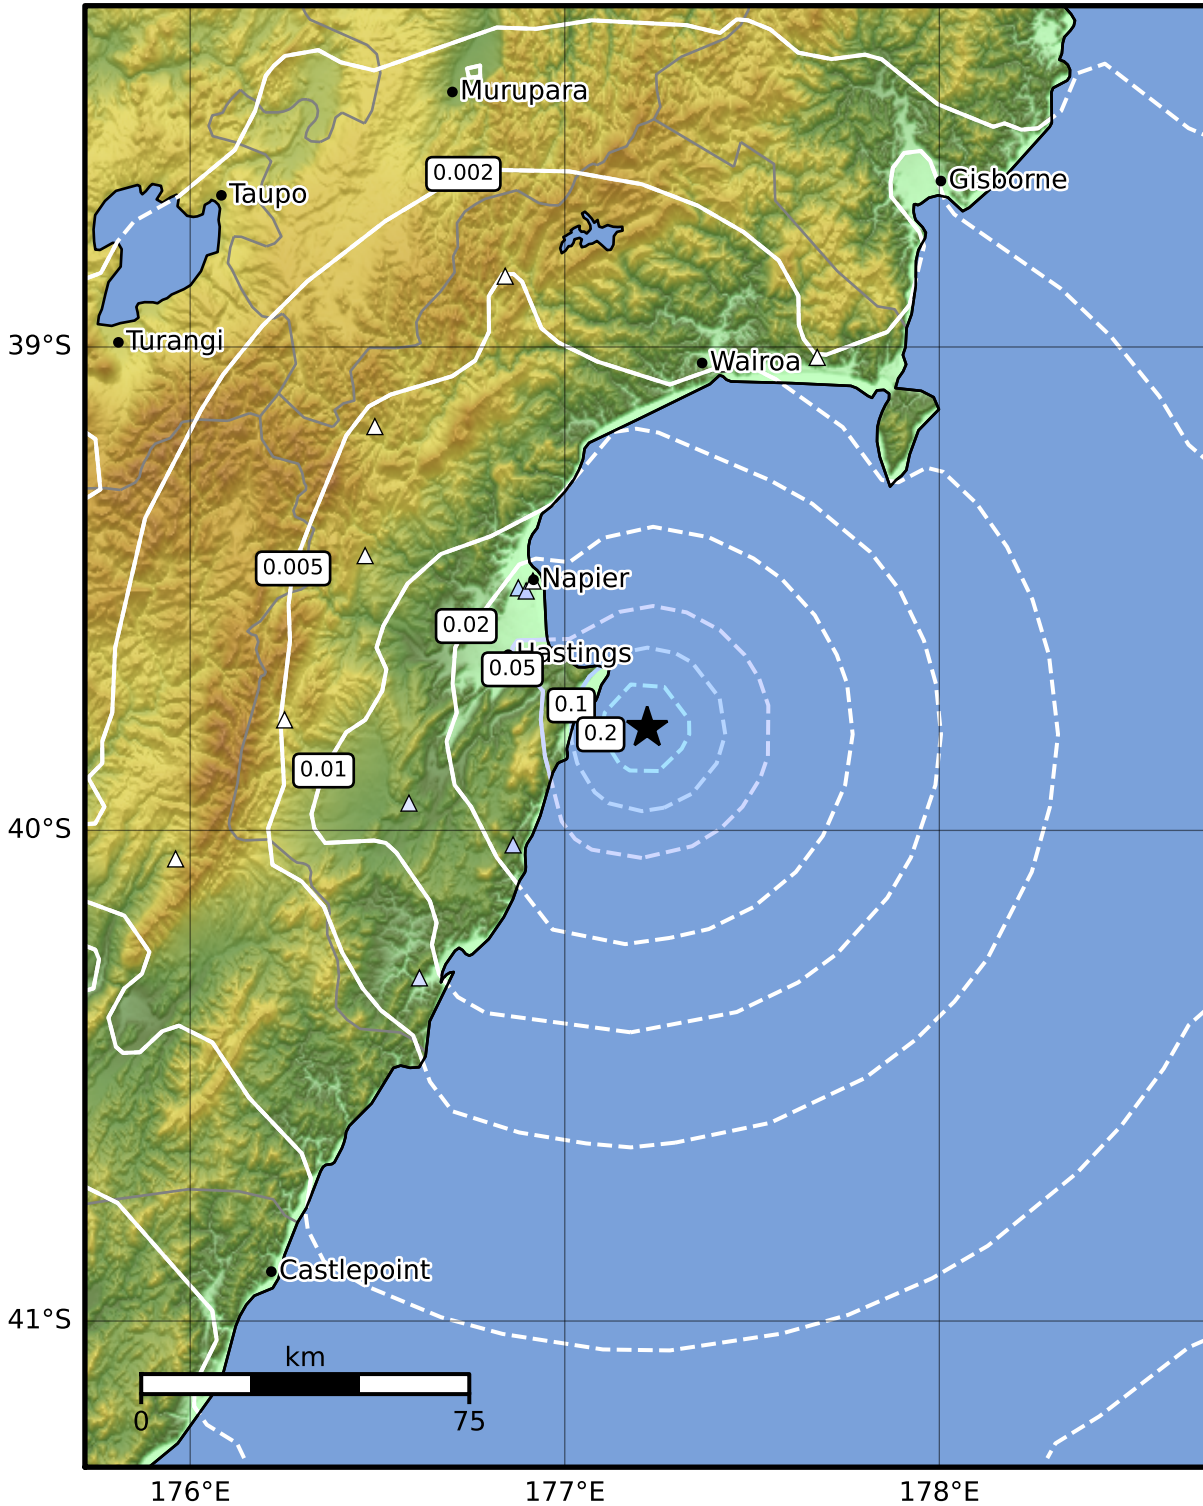 Murupara
0.002
Gisborne
Taupo
39°S
Turangi
Wairoa
0.005
Napier
0.02
Hastings
0.05
0.1
0.2
0.01
40°S
Castlepoint
41°S
km
0
75
176°E
177°E
178°E